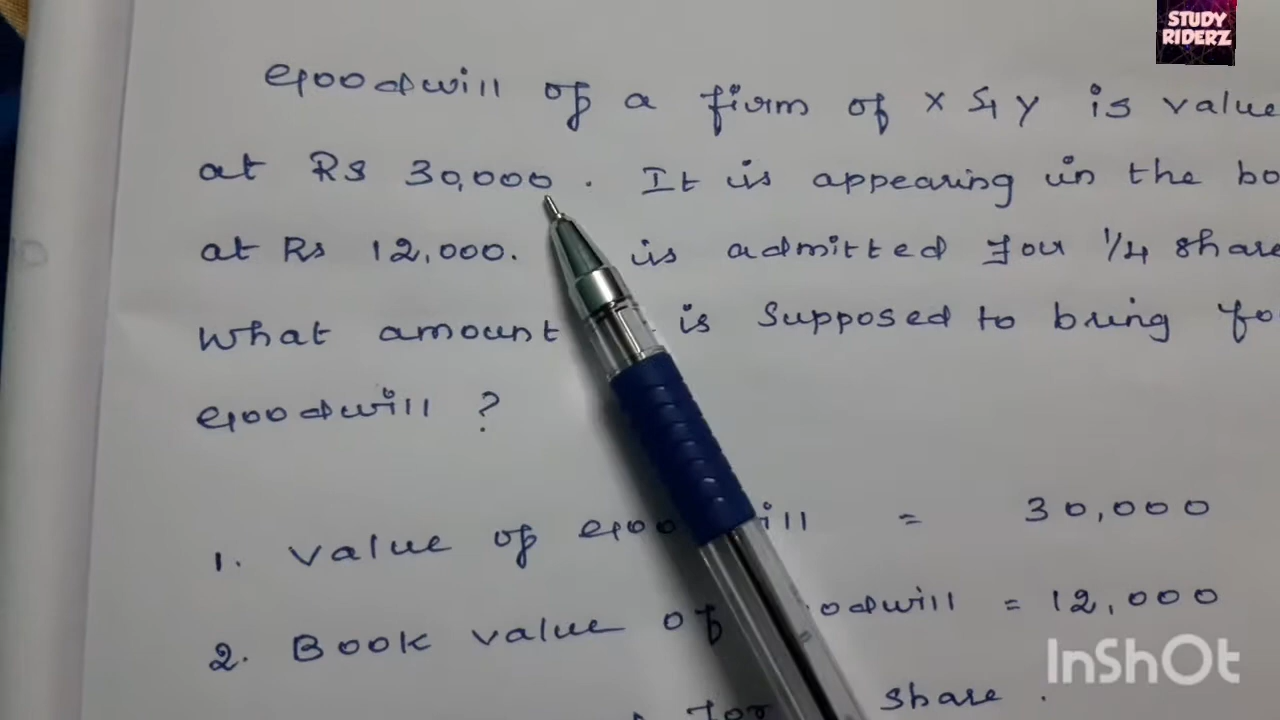 STUDY
RIDERZ
Goodwill of a firm of X & Y is value
at Rs 30,000. It is appearing in the bo
at Rs 12,000. is admitted for 1/4 share
What amount is supposed to bring fo
Goodwill ?
1. Value of Goo ill = 30,000
2. Book value of oodwill = 12,000
for share.
InShOt